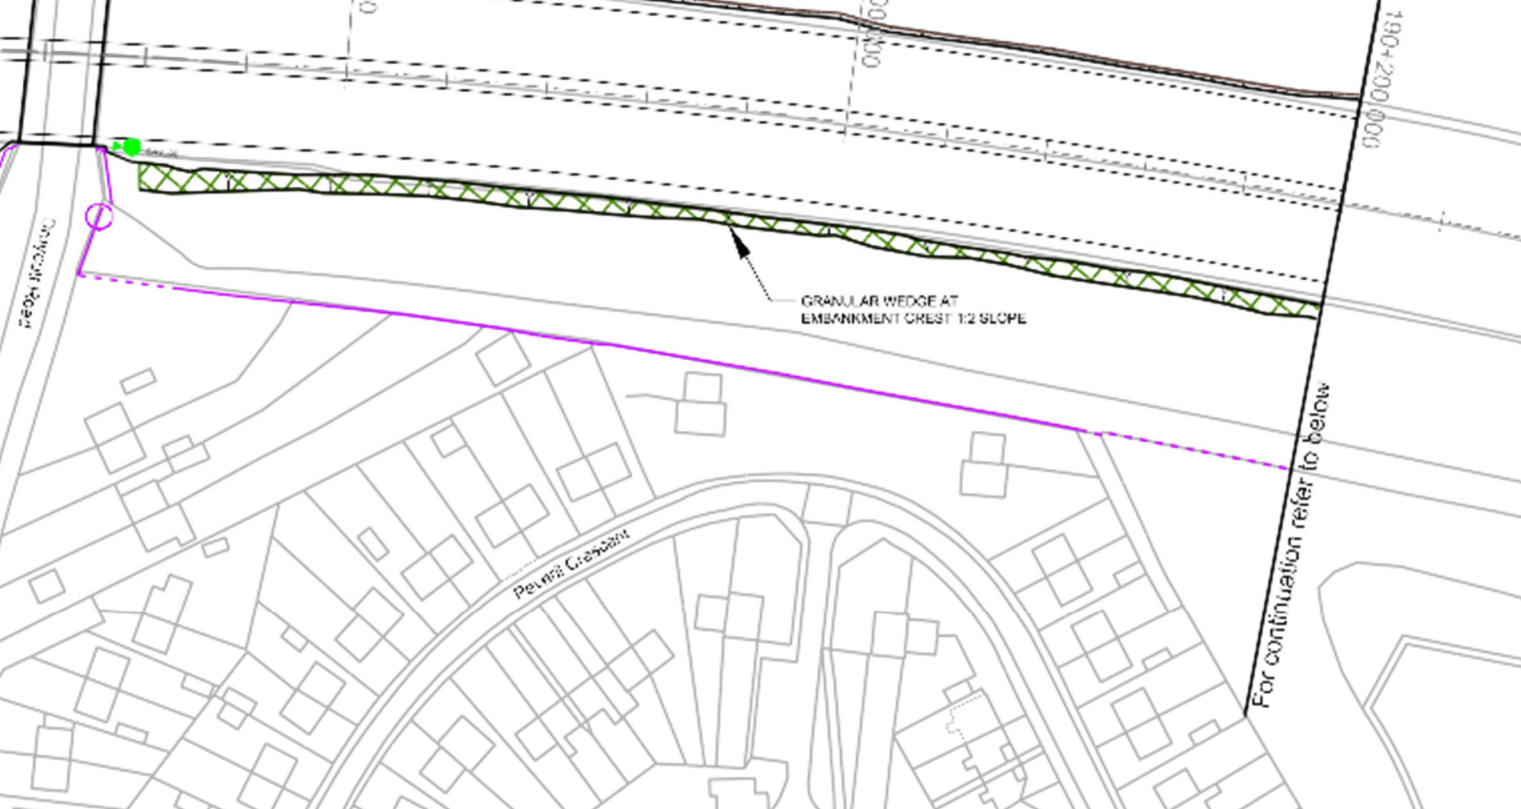 190+200.000
GRANULAR WEDGE AT
EMBANKMENT CREST 1:2 SLOPE
For continuation refer to below
Peveril Crescent